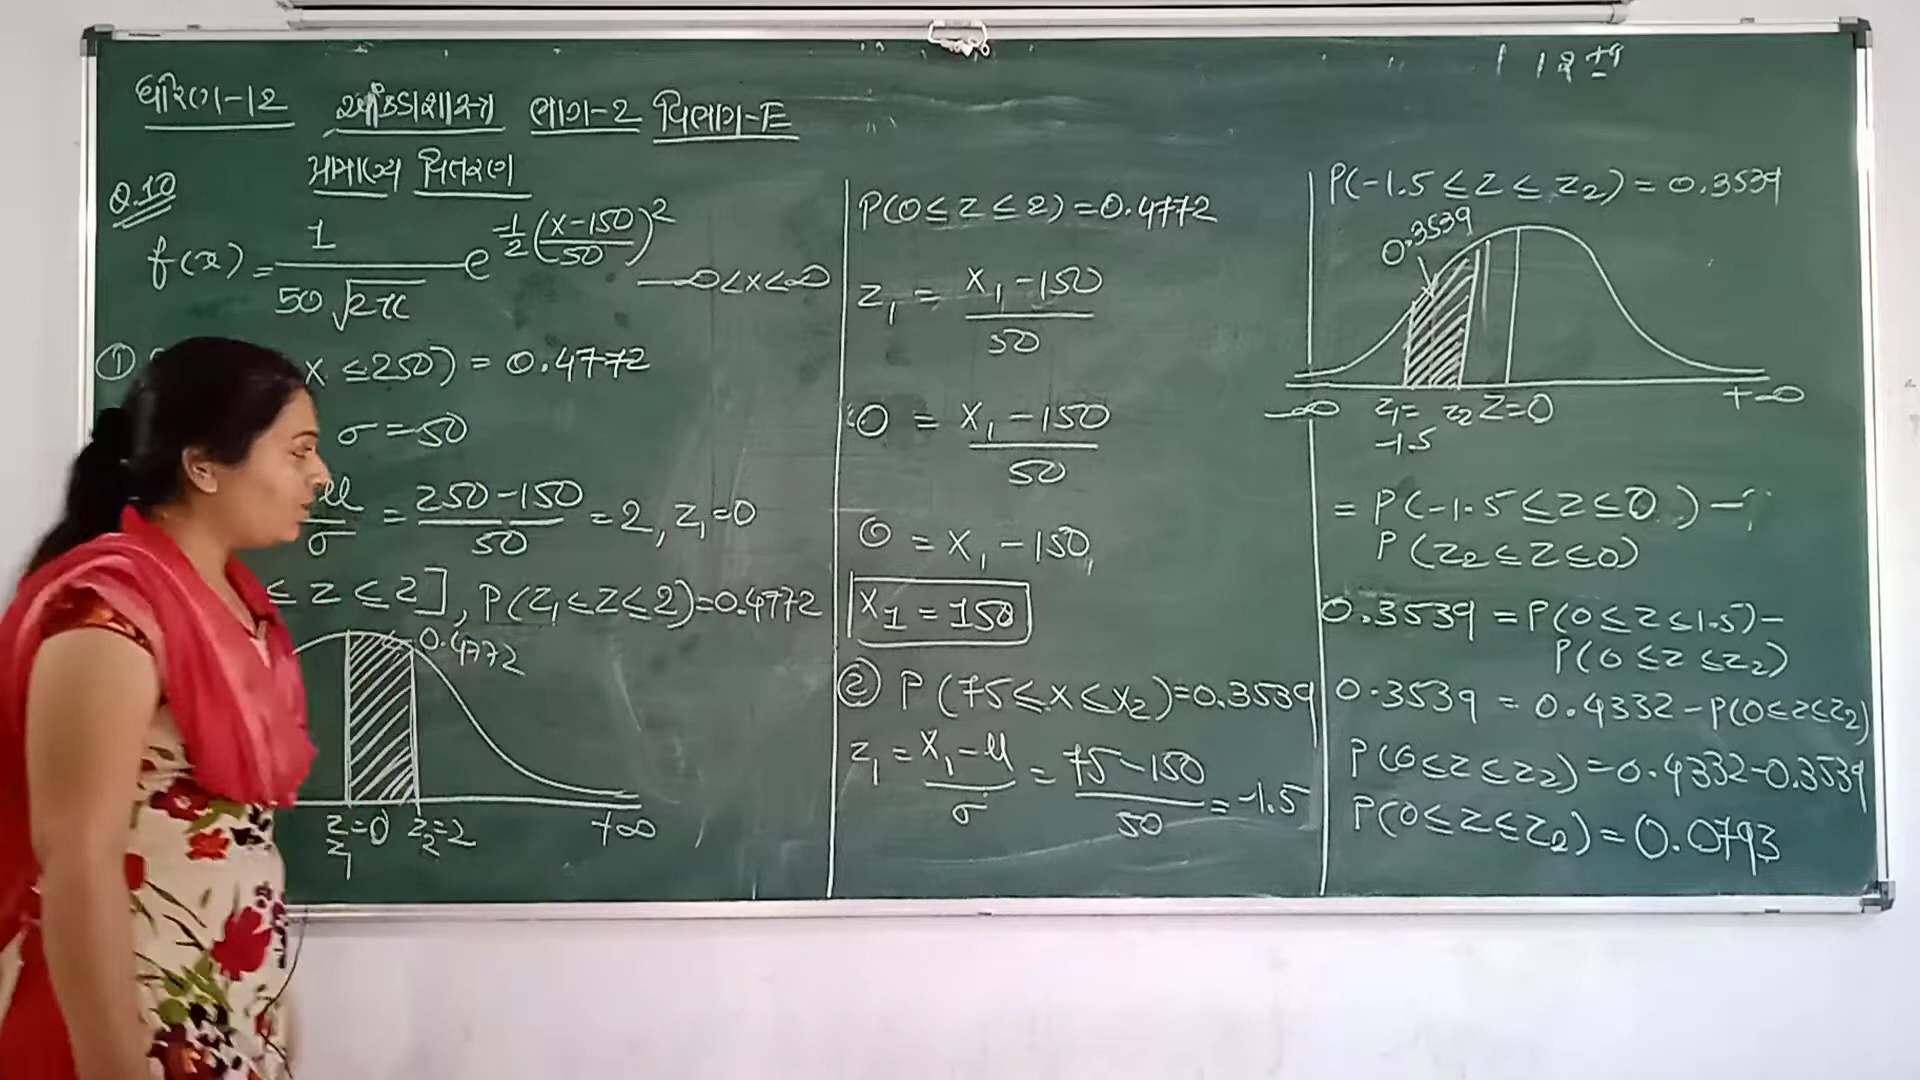 ધોરણ-12 આંકડાશાસ્ત્ર ભાગ-2 વિભાગ-E
પ્રામાણ્ય વિતરણ
Q.10
f(x) = 1 / 50√2π e^-1/2 (x-150 / 50)^2 -∞<x<∞
① x ≤250) = 0.4772
σ = 50
μ / σ = 250-150 / 50 = 2, z₁=0
≤ z ≤ 2], P(z₁≤z≤2)=0.4772
0.4772
z=0 z₂=2 +∞
z₁
P(0≤z≤2)=0.4772
z₁ = x₁-150 / 50
0 = x₁-150 / 50
0 = x₁-150
x₁ = 150
② P(75≤x≤x₂)=0.3539
z₁ = x₁-μ / σ = 75-150 / 50 = -1.5
P(-1.5≤z≤z₂)=0.3539
0.3539
-∞ z₁= z₂ z=0 +∞
-1.5
= P(-1.5≤z≤0)-
P(z₂≤z≤0)
0.3539 = P(0≤z≤1.5)-
P(0≤z≤z₂)
0.3539 = 0.4332-P(0≤z≤z₂)
P(0≤z≤z₂)=0.4332-0.3539
P(0≤z≤z₂)=0.0793